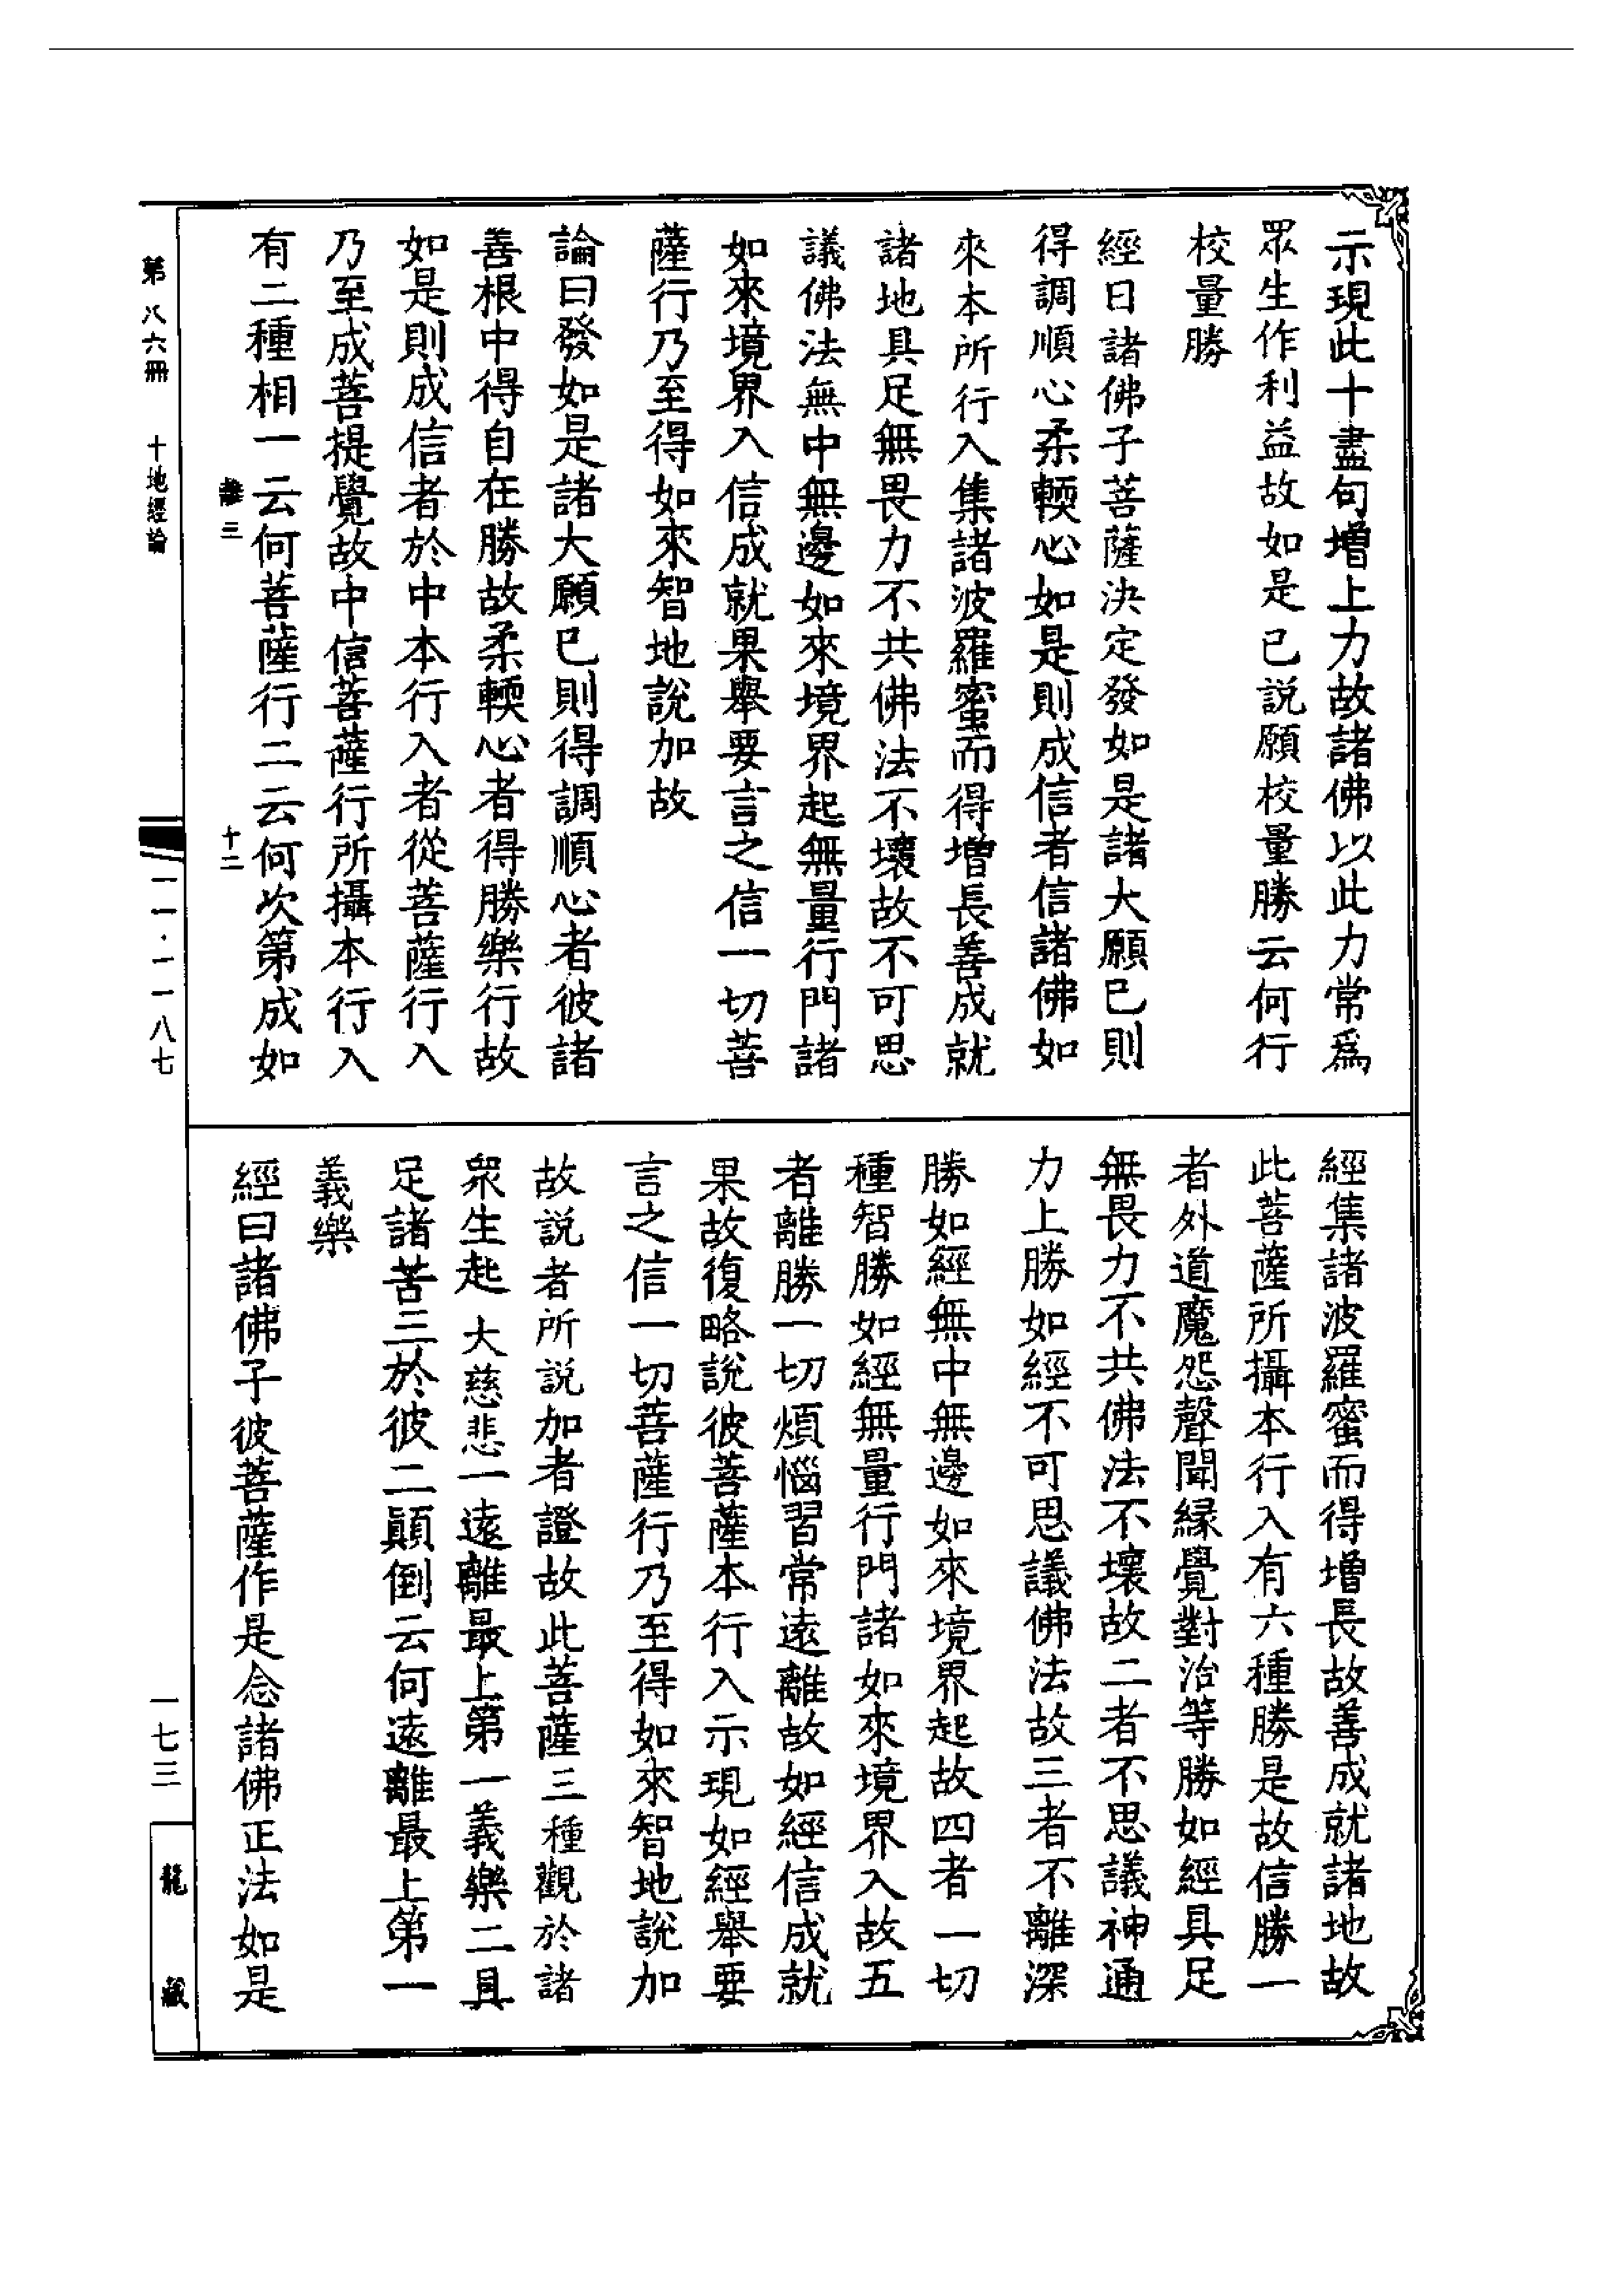 示現此十盡句增上力故諸佛以此力常爲
眾生作利益故如是已說願校量勝云何行
校量勝
經曰諸佛子菩薩決定發如是諸大願已則
得調順心柔輭心如是則成信者信諸佛如
來本所行入集諸波羅蜜而得增長善成就
諸地具足無畏力不共佛法不壞故不可思
議佛法無中無邊如來境界起無量行門諸
如來境界入信成就果舉要言之信一切菩
薩行乃至得如來智地說加故
論曰發如是諸大願已則得調順心者彼諸
善根中得自在勝故柔輭心者得勝樂行故
如是則成信者於中本行入者從菩薩行入
乃至成菩提覺故中信菩薩行所攝本行入
有二種相一云何菩薩行二云何次第成如
經集諸波羅蜜而得增長故善成就諸地故
此菩薩所攝本行入有六種勝是故信勝一
者外道魔怨聲聞緣覺對治等勝如經具足
無畏力不共佛法不壞故二者不思議神通
力上勝如經不可思議佛法故三者不離深
勝如經無中無邊如來境界起故四者一切
種智勝如經無量行門諸如來境界入故五
者離勝一切煩惱習常遠離故如經信成就
果故復略說彼菩薩本行入示現如經舉要
言之信一切菩薩行乃至得如來智地說加
故說者所說加者證故此菩薩三種觀於諸
眾生起大慈悲一遠離最上第一義樂二具
足諸苦三於彼二顛倒云何遠離最上第一
義樂
經曰諸佛子彼菩薩作是念諸佛正法如是
三
十二
第八六冊
十地經論
一一·一一八七
一七三
龍藏